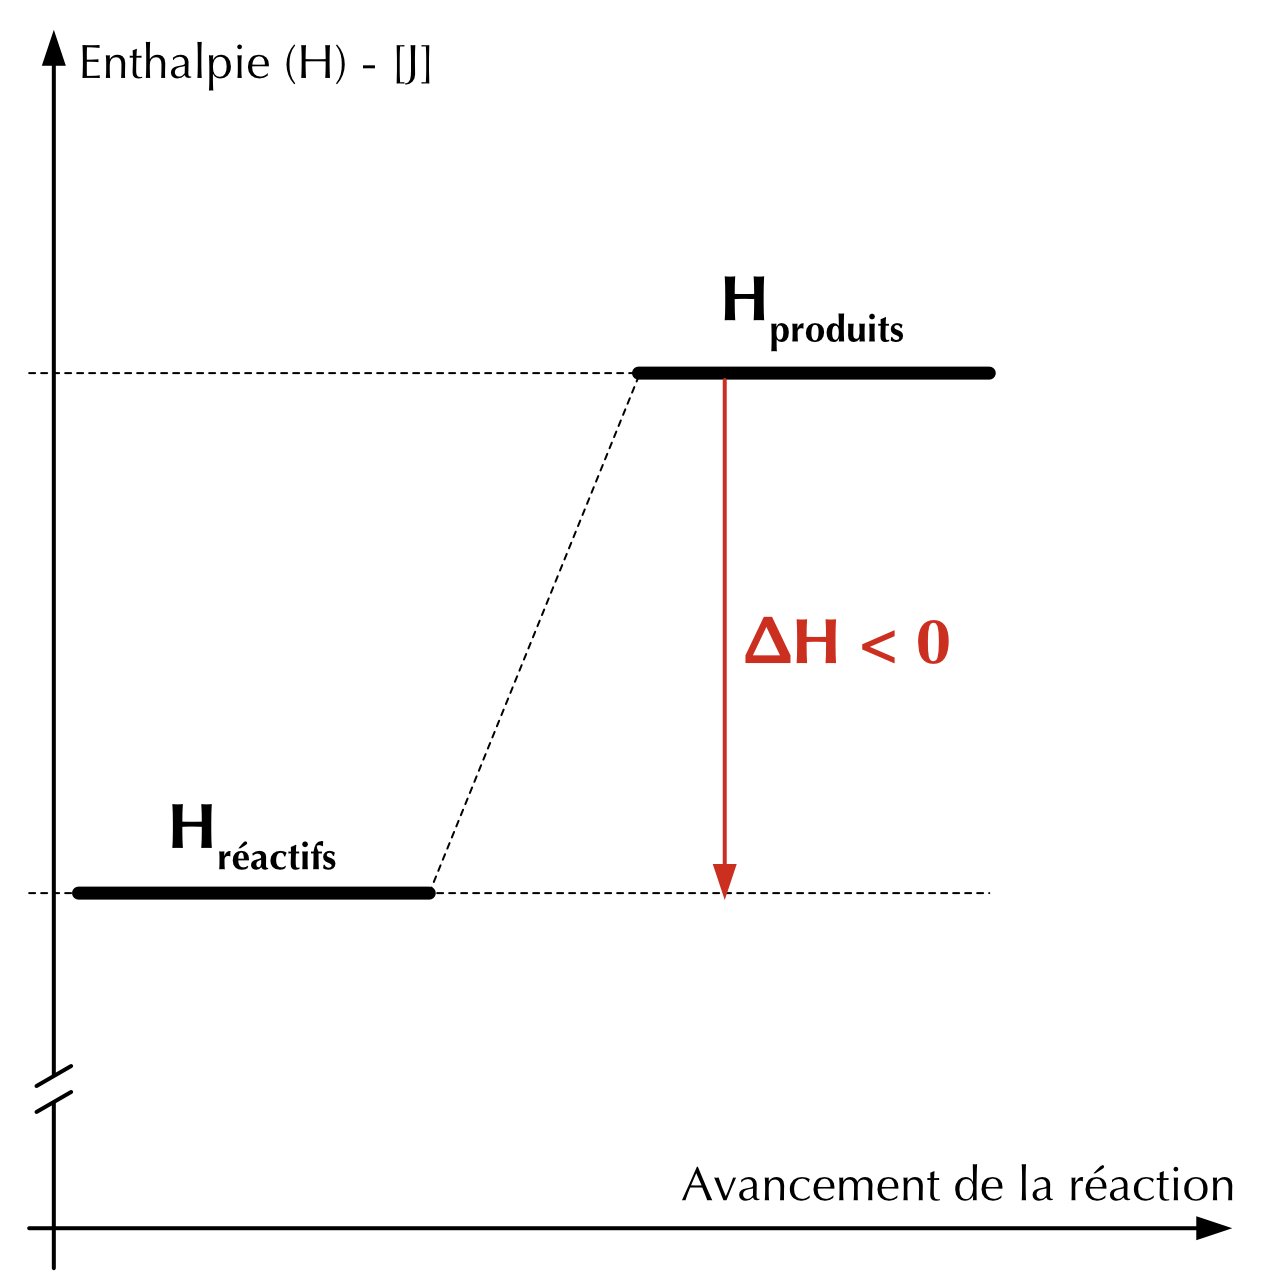 Enthalpie (H) - [J]
Hproduits
ΔH < 0
Hréactifs
Avancement de la réaction